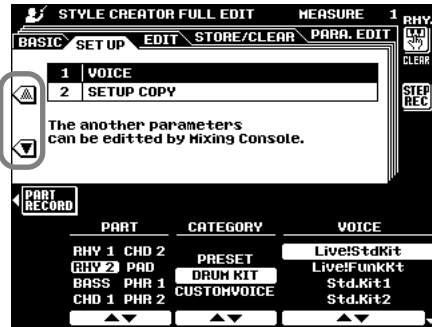 STYLE CREATOR FULL EDIT MEASURE 1
RHY.
BASIC SET UP EDIT STORE/CLEAR PARA. EDIT
CLEAR
1 VOICE
2 SETUP COPY
STEP
REC
The another parameters
can be editted by Mixing Console.
PART
RECORD
PART CATEGORY VOICE
RHY 1 CHD 2
RHY 2 PAD
BASS PHR 1
CHD 1 PHR 2
PRESET
DRUM KIT
CUSTOMVOICE
Live!StdKit
Live!FunkKt
Std.Kit1
Std.Kit2